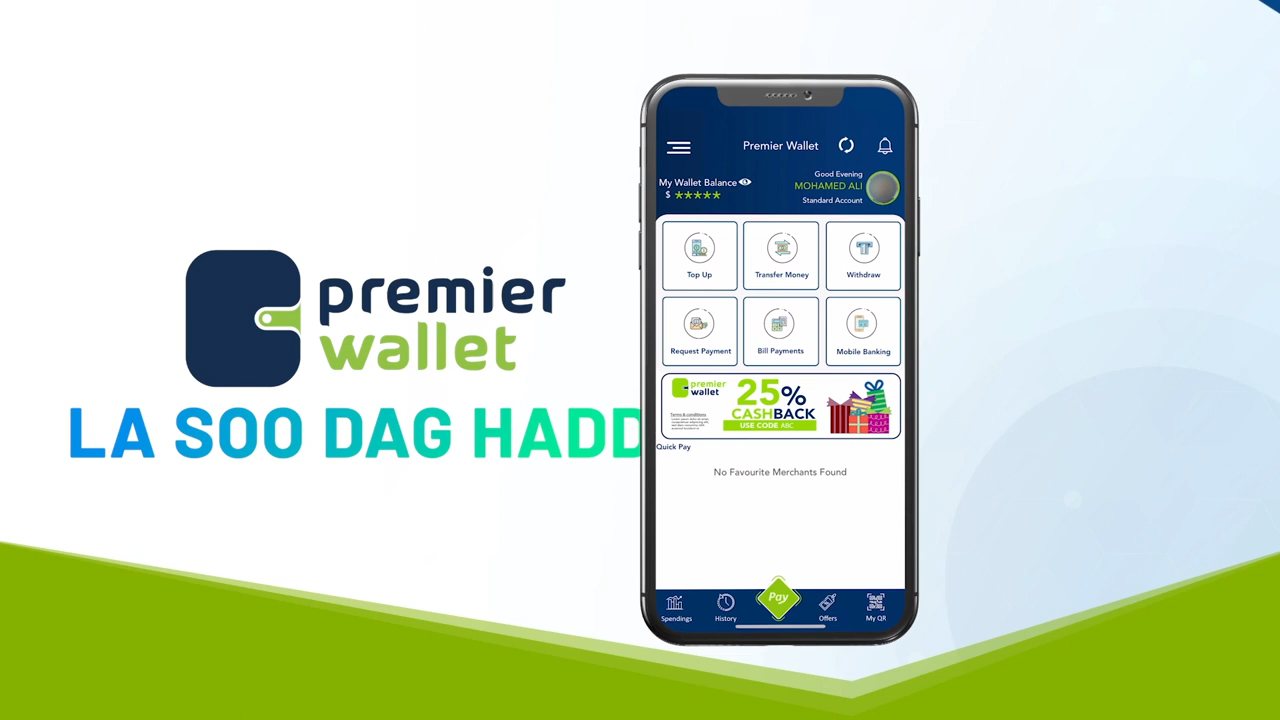 premier
wallet
LA SOO DAG HADD
Premier Wallet
My Wallet Balance
$ *****
Good Evening
MOHAMED ALI
Standard Account
Top Up
Transfer Money
Withdraw
Request Payment
Bill Payments
Mobile Banking
premier
wallet
Terms & conditions
25%
CASHBACK
USE CODE ABC
Quick Pay
No Favourite Merchants Found
Spendings
History
Pay
Offers
My QR